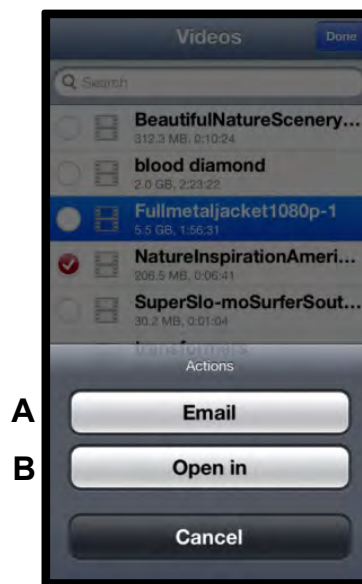 Videos Done
Search
BeautifulNatureScenery...
312.3 MB, 0:10:24
blood diamond
2.0 GB, 2:23:22
Fullmetaljacket1080p-1
5.5 GB, 1:56:31
NatureInspirationAmeri...
206.5 MB, 0:06:41
SuperSlo-moSurferSout...
30.2 MB, 0:01:04
transformers
Actions
A Email
B Open in
Cancel